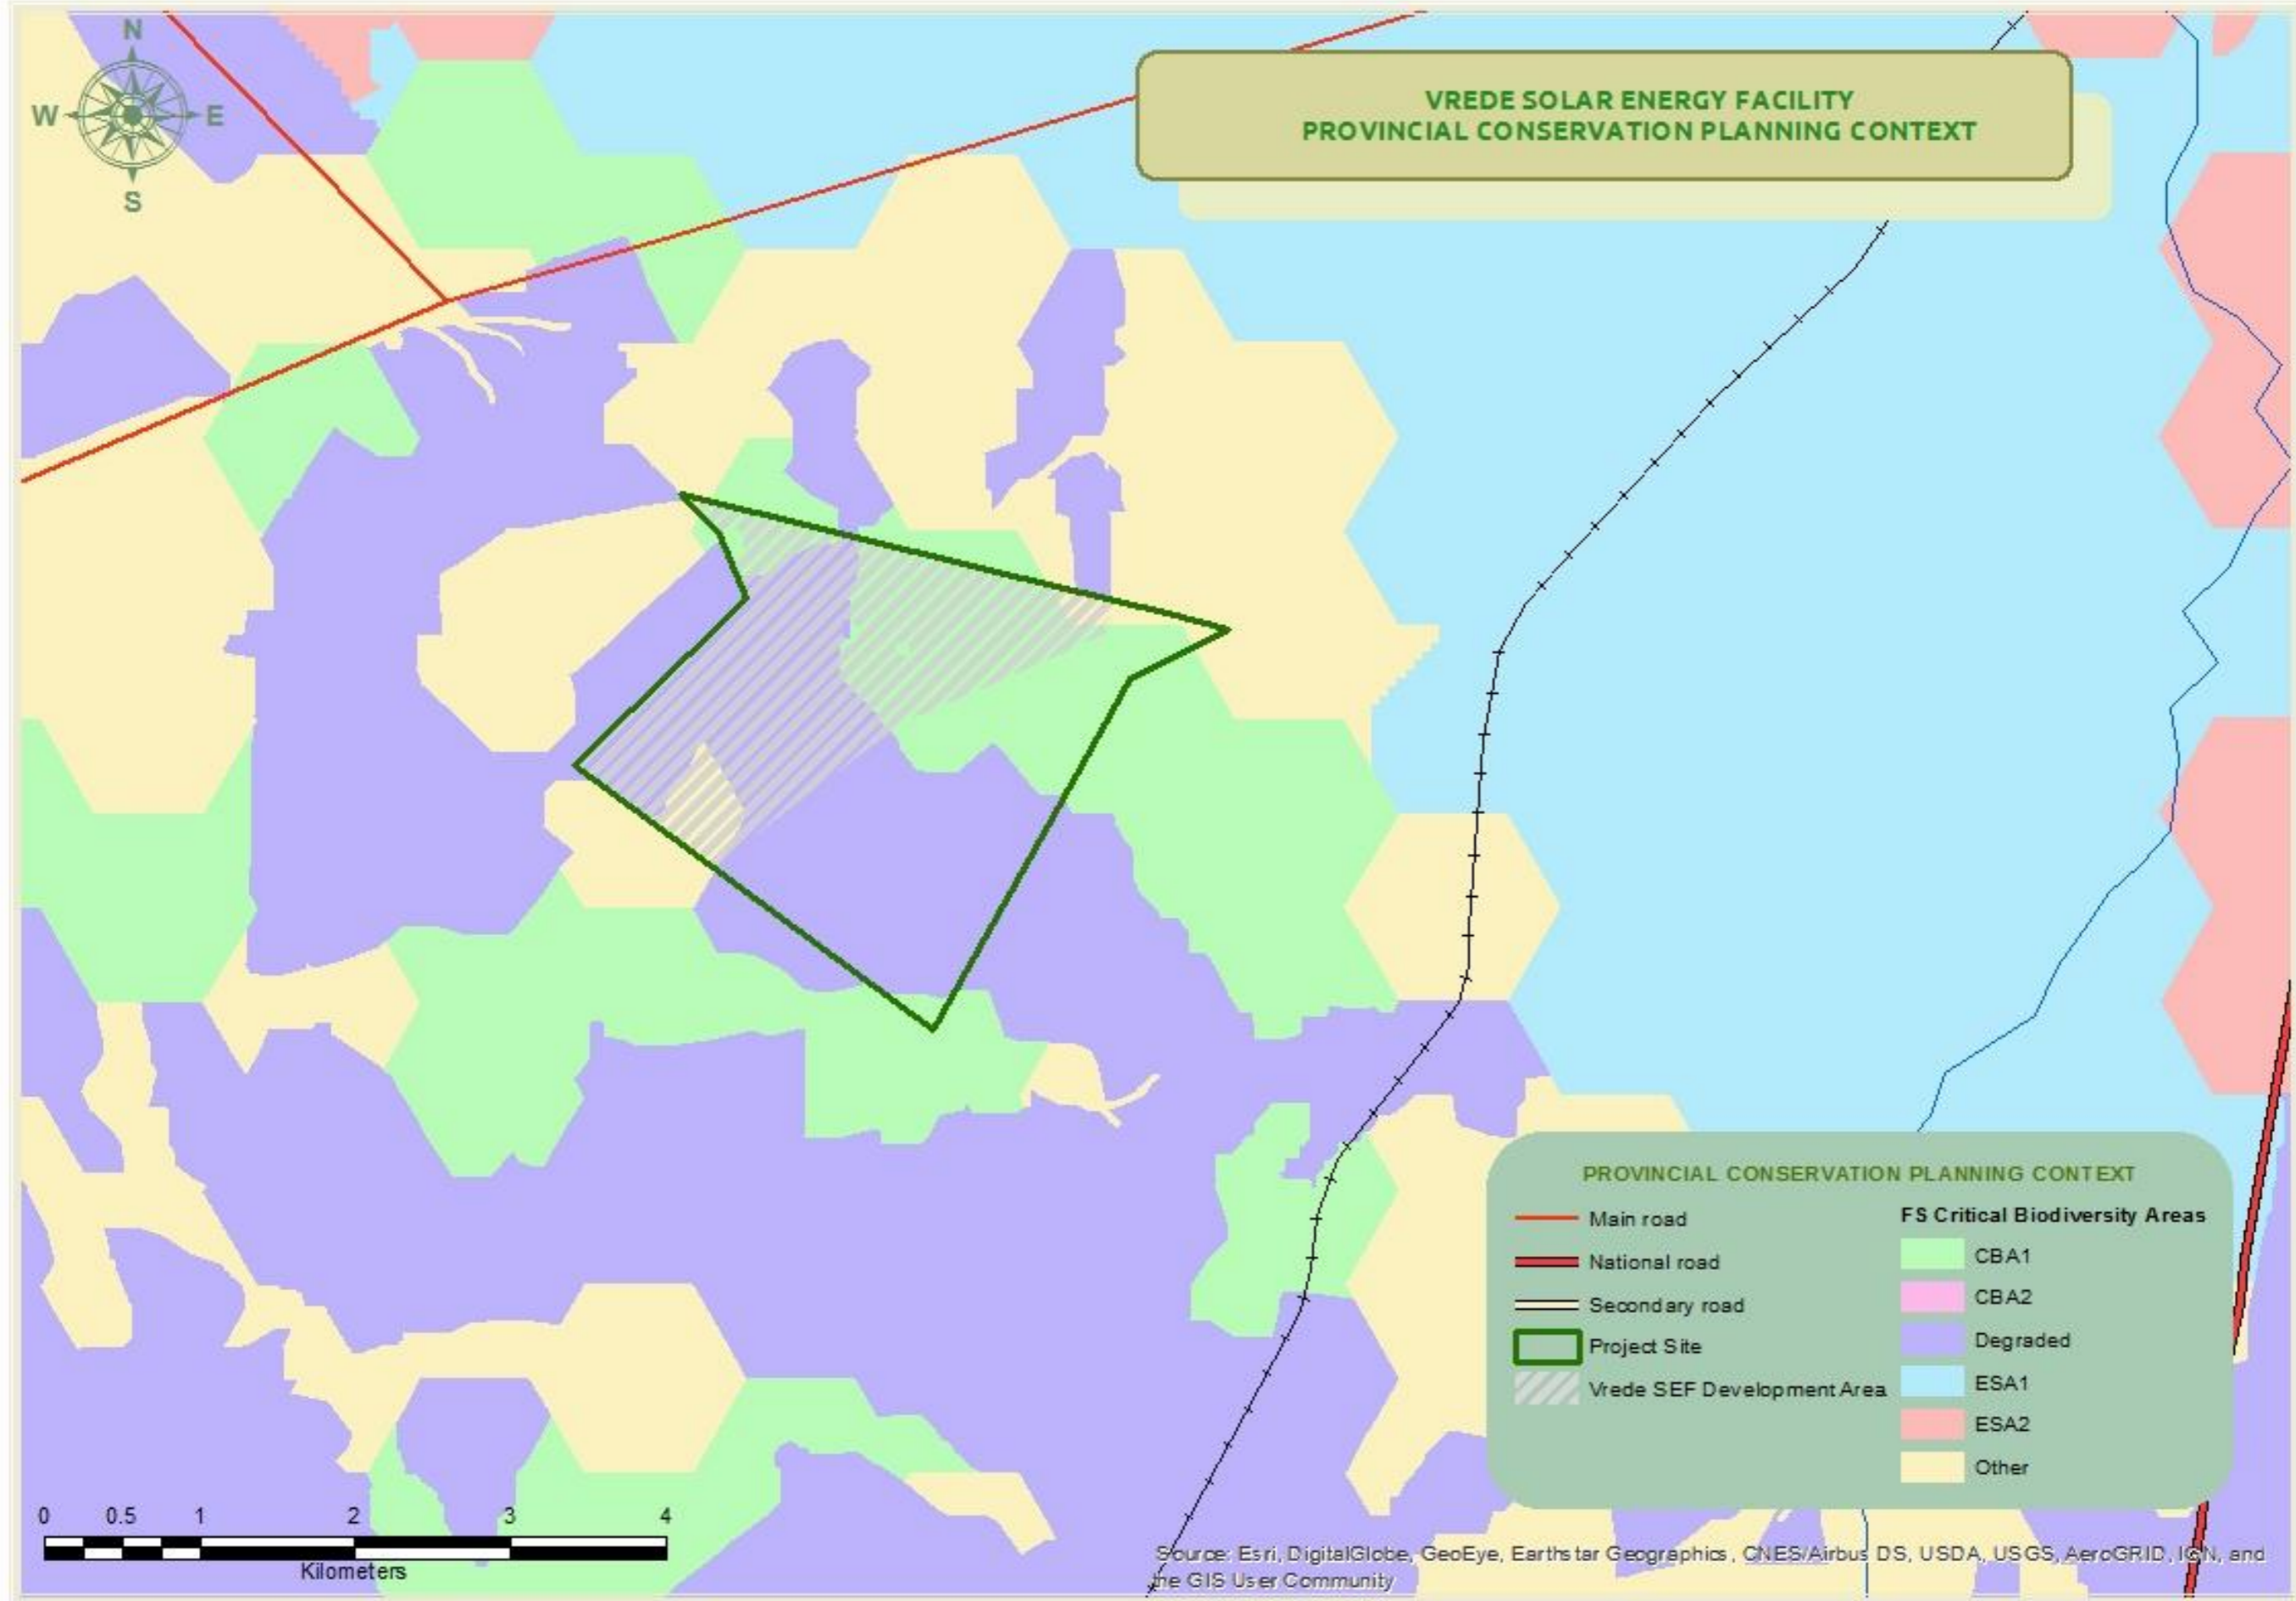 N
W E
S
VREDE SOLAR ENERGY FACILITY
PROVINCIAL CONSERVATION PLANNING CONTEXT
PROVINCIAL CONSERVATION PLANNING CONTEXT
Main road
National road
Secondary road
Project Site
Vrede SEF Development Area
FS Critical Biodiversity Areas
CBA1
CBA2
Degraded
ESA1
ESA2
Other
0 0.5 1 2 3 4
Kilometers
Source: Esri, DigitalGlobe, GeoEye, Earthstar Geographics, CNES/Airbus DS, USDA, USGS, AeroGRID, IGN, and
the GIS User Community